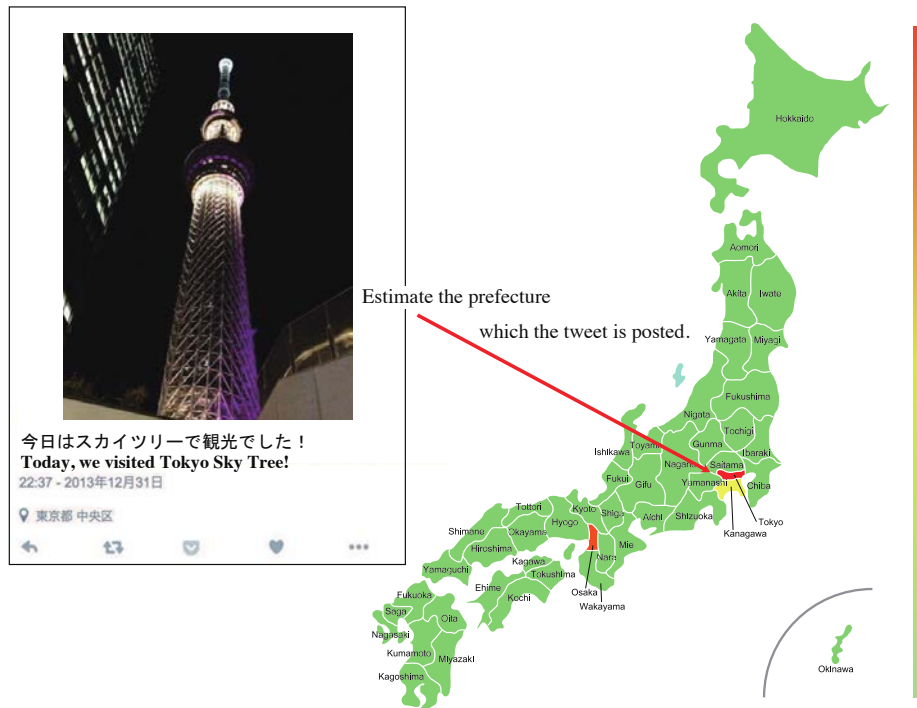 今日はスカイツリーで観光でした！
Today, we visited Tokyo Sky Tree!
22:37 - 2013年12月31日
東京都 中央区
Estimate the prefecture
which the tweet is posted.
Hokkaido
Aomori
Akita
Iwate
Yamagata
Miyagi
Fukushima
Nigata
Tochigi
Gunma
Ibaraki
Toyama
Ishikawa
Nagano
Saitama
Fukui
Gifu
Yamanashi
Chiba
Tokyo
Kanagawa
Shizuoka
Aichi
Shiga
Kyoto
Tottori
Hyogo
Okayama
Shimane
Hiroshima
Yamaguchi
Mie
Nara
Osaka
Wakayama
Kagawa
Tokushima
Ehime
Kochi
Fukuoka
Saga
Oita
Nagasaki
Kumamoto
Miyazaki
Kagoshima
Okinawa